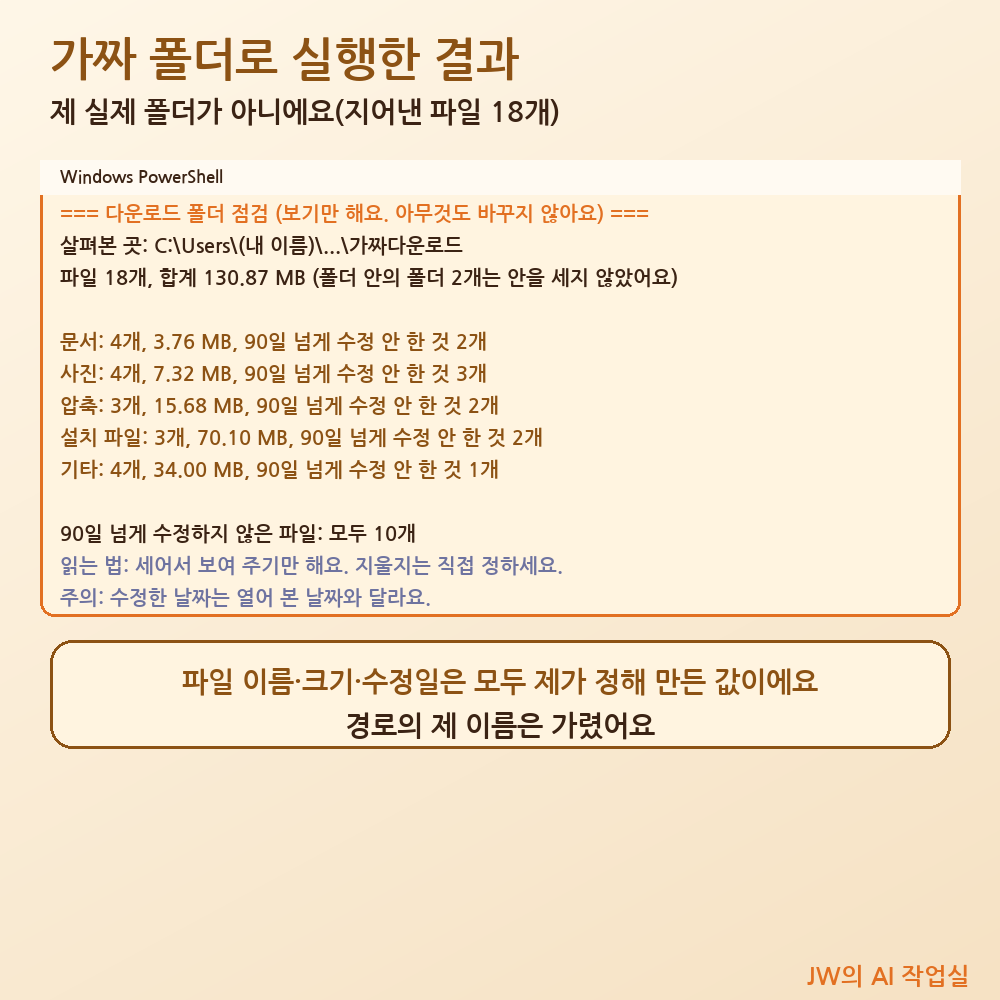 가짜 폴더로 실행한 결과
제 실제 폴더가 아니에요(지어낸 파일 18개)
Windows PowerShell
=== 다운로드 폴더 점검 (보기만 해요. 아무것도 바꾸지 않아요) ===
살펴본 곳: C:\Users\(내 이름)\...\가짜다운로드
파일 18개, 합계 130.87 MB (폴더 안의 폴더 2개는 안을 세지 않았어요)
문서: 4개, 3.76 MB, 90일 넘게 수정 안 한 것 2개
사진: 4개, 7.32 MB, 90일 넘게 수정 안 한 것 3개
압축: 3개, 15.68 MB, 90일 넘게 수정 안 한 것 2개
설치 파일: 3개, 70.10 MB, 90일 넘게 수정 안 한 것 2개
기타: 4개, 34.00 MB, 90일 넘게 수정 안 한 것 1개
90일 넘게 수정하지 않은 파일: 모두 10개
읽는 법: 세어서 보여 주기만 해요. 지울지는 직접 정하세요.
주의: 수정한 날짜는 열어 본 날짜와 달라요.
파일 이름·크기·수정일은 모두 제가 정해 만든 값이에요
경로의 제 이름은 가렸어요
JW의 AI 작업실